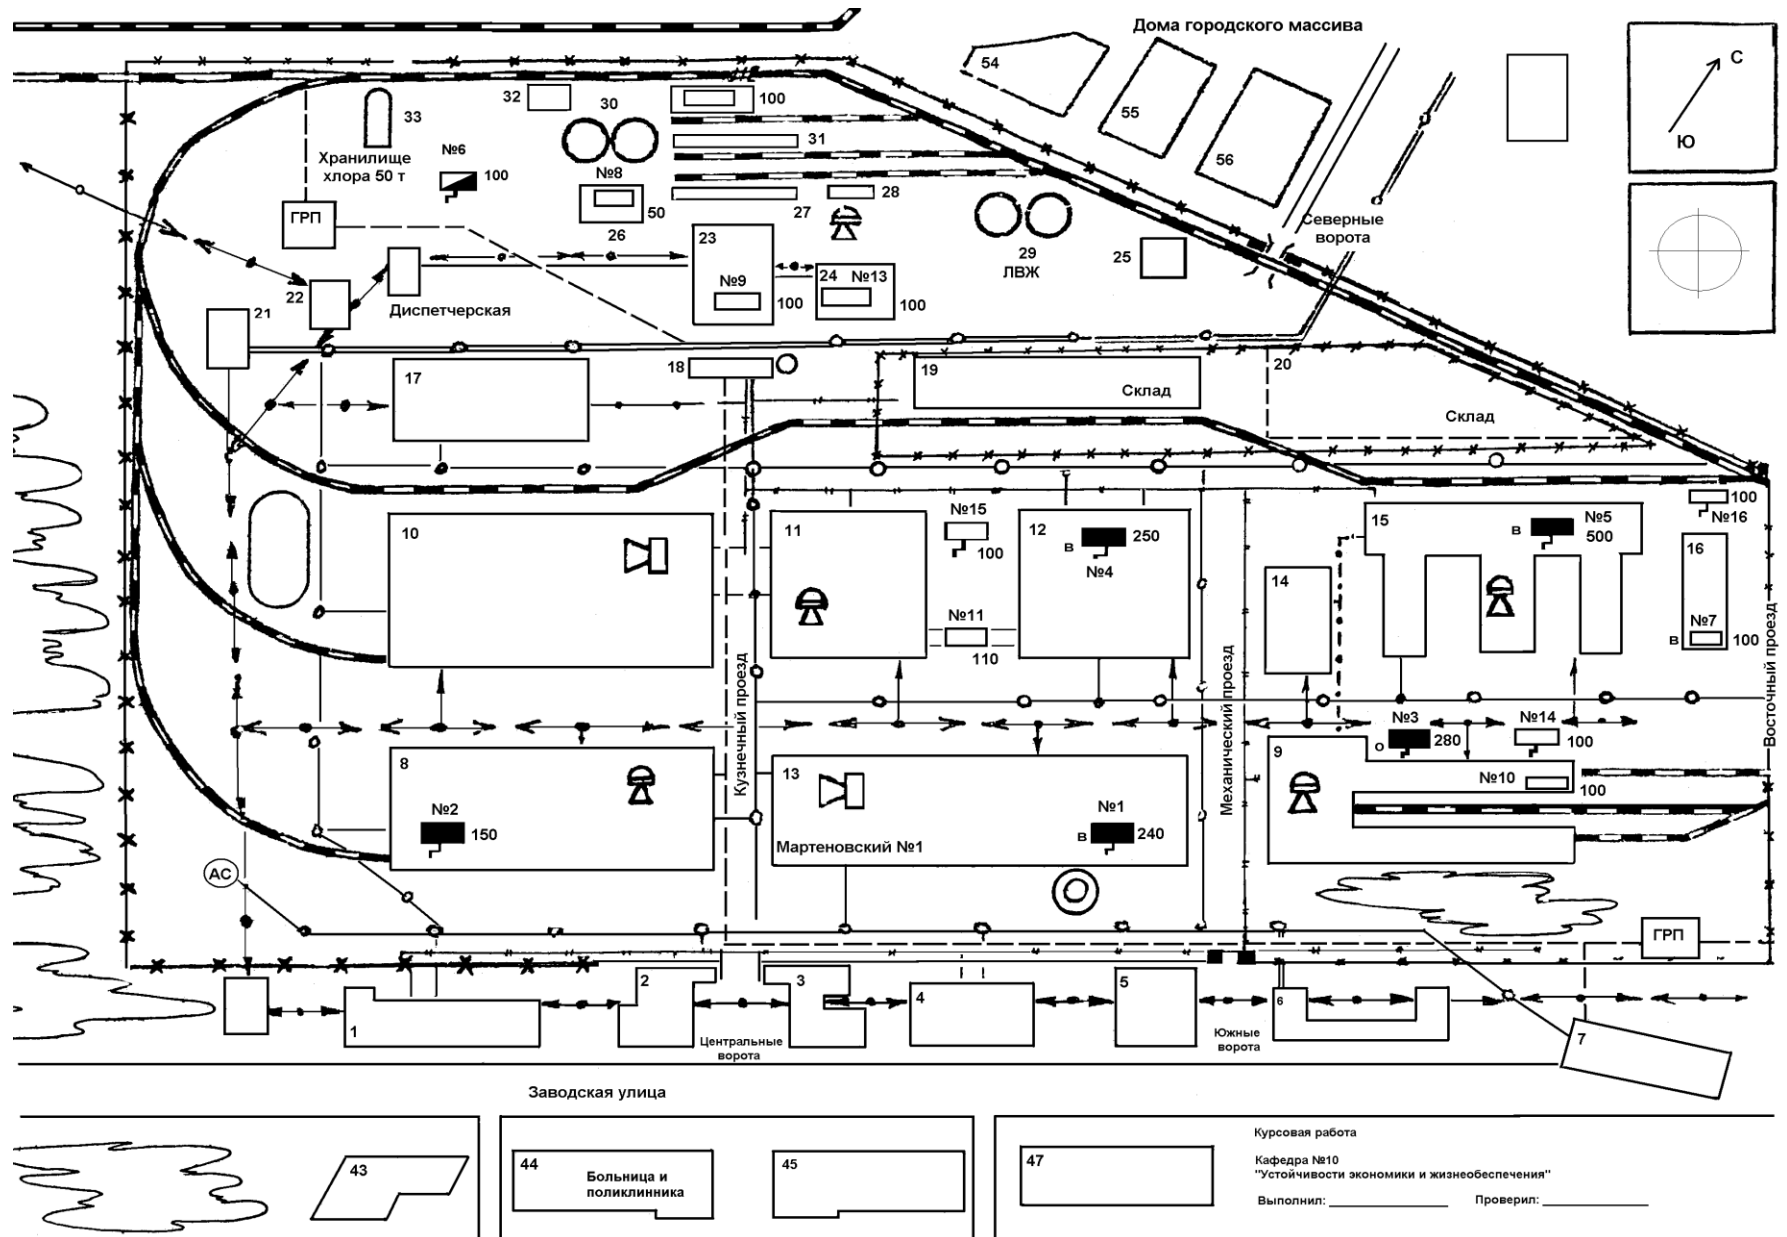 Дома городского массива
С
Ю
54
55
56
32
30
100
33
31
Хранилище
хлора 50 т
№6
100
№8
50
26
27
28
Северные
ворота
ГРП
23
29
ЛВЖ
25
24
№13
100
№9
100
22
21
Диспетчерская
17
18
19
Склад
20
Склад
10
11
№15
100
12
в
250
№4
15
в
№5
500
100
№16
16
14
№11
110
№7
в
100
Кузнечный проезд
Механический проезд
Восточный проезд
8
№2
150
13
Мартеновский №1
№1
в
240
9
№3
о
280
№14
100
№10
100
АС
ГРП
1
2
3
4
5
6
7
Центральные
ворота
Южные
ворота
Заводская улица
43
44
Больница и
поликлинника
45
47
Курсовая работа
Кафедра №10
"Устойчивости экономики и жизнеобеспечения"
Выполнил:
Проверил: